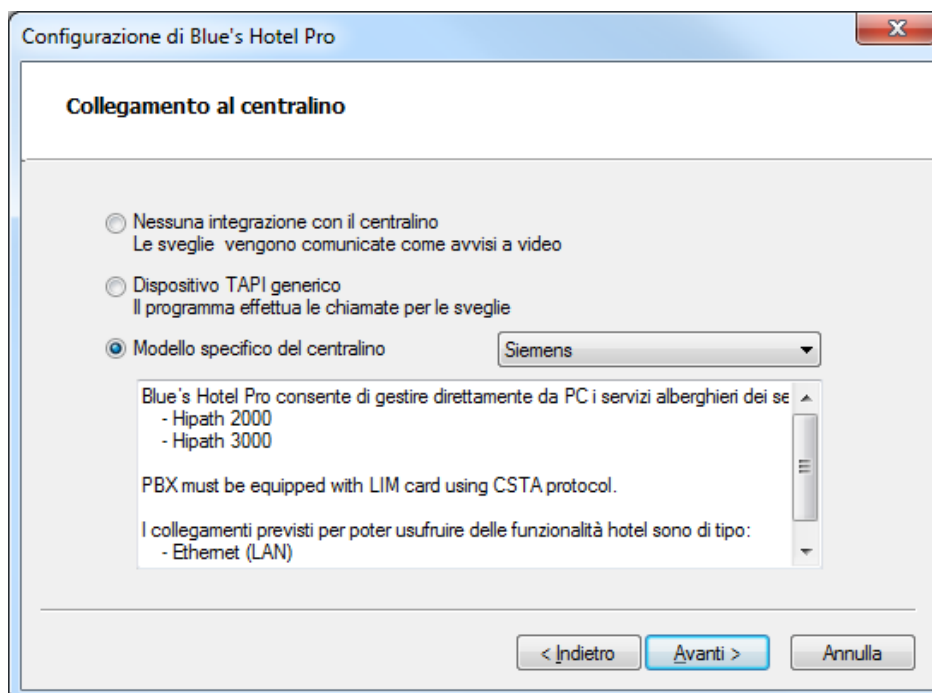 Configurazione di Blue's Hotel Pro
Collegamento al centralino
Nessuna integrazione con il centralino
Le sveglie vengono comunicate come avvisi a video
Dispositivo TAPI generico
Il programma effettua le chiamate per le sveglie
Modello specifico del centralino
Siemens
Blue's Hotel Pro consente di gestire direttamente da PC i servizi alberghieri dei se
- Hipath 2000
- Hipath 3000
PBX must be equipped with LIM card using CSTA protocol.
I collegamenti previsti per poter usufruire delle funzionalità hotel sono di tipo:
- Ethernet (LAN)
< Indietro
Avanti >
Annulla